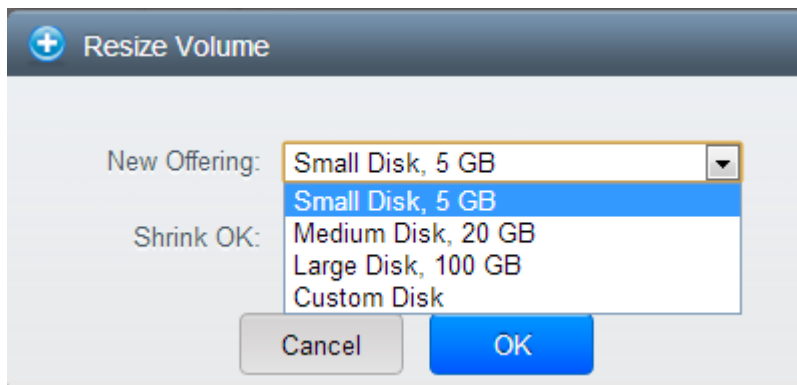 Resize Volume
New Offering: Small Disk, 5 GB
Small Disk, 5 GB
Shrink OK: Medium Disk, 20 GB
Large Disk, 100 GB
Custom Disk
Cancel OK